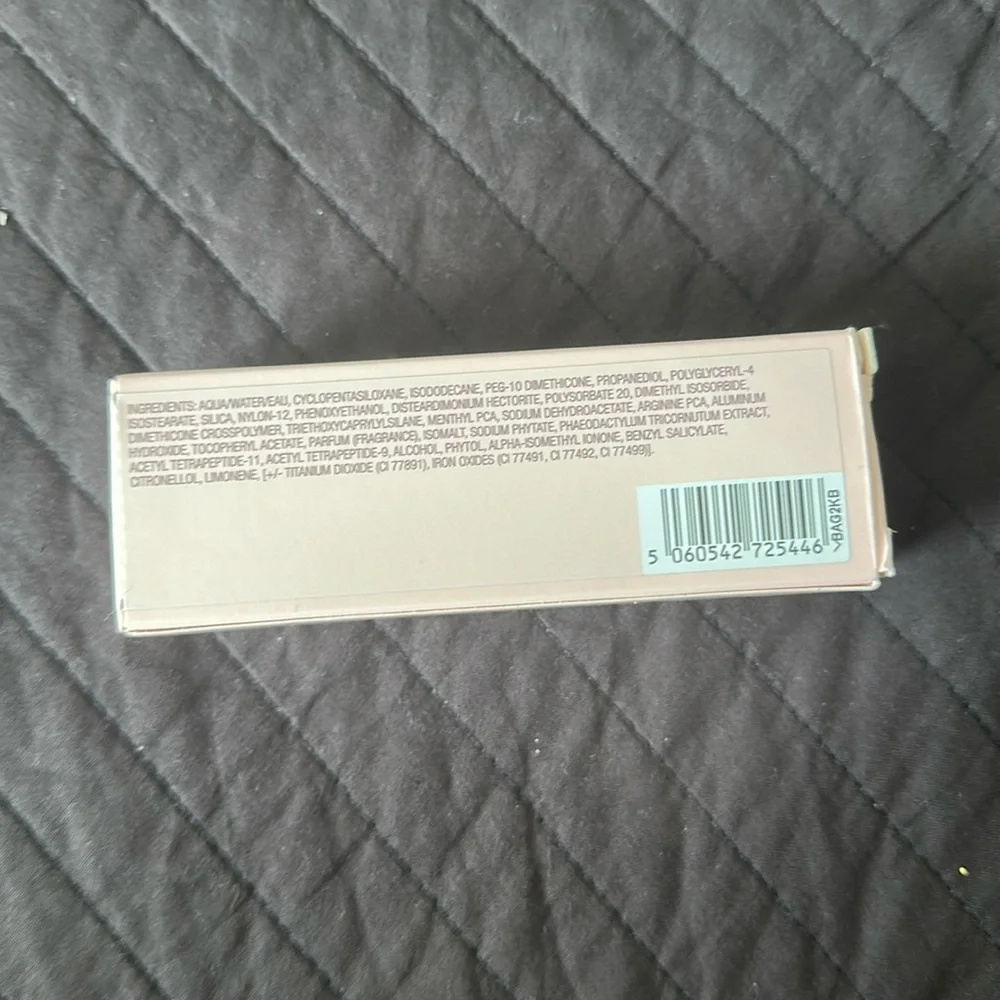 INGREDIENTS: AQUA/WATER/EAU, CYCLOPENTASILOXANE, ISODODECANE, PEG-10 DIMETHICONE, PROPANEDIOL, POLYGLYCERYL-4
ISOSTEARATE, SILICA, NYLON-12, PHENOXYETHANOL, DISTEARDIMONIUM HECTORITE, POLYSORBATE 20, DIMETHYL ISOSORBIDE,
DIMETHICONE CROSSPOLYMER, TRIETHOXYCAPRYLYLSILANE, MENTHYL PCA, SODIUM DEHYDROACETATE, ARGININE PCA, ALUMINUM
HYDROXIDE, TOCOPHERYL ACETATE, PARFUM (FRAGRANCE), ISOMALT, SODIUM PHYTATE, PHAEODACTYLUM TRICORNUTUM EXTRACT,
ACETYL TETRAPEPTIDE-11, ACETYL TETRAPEPTIDE-9, ALCOHOL, PHYTOL, ALPHA-ISOMETHYL IONONE, BENZYL SALICYLATE,
CITRONELLOL, LIMONENE, [+/- TITANIUM DIOXIDE (CI 77891), IRON OXIDES (CI 77491, CI 77492, CI 77499)].
5 060542 725446 >
BAG2KB